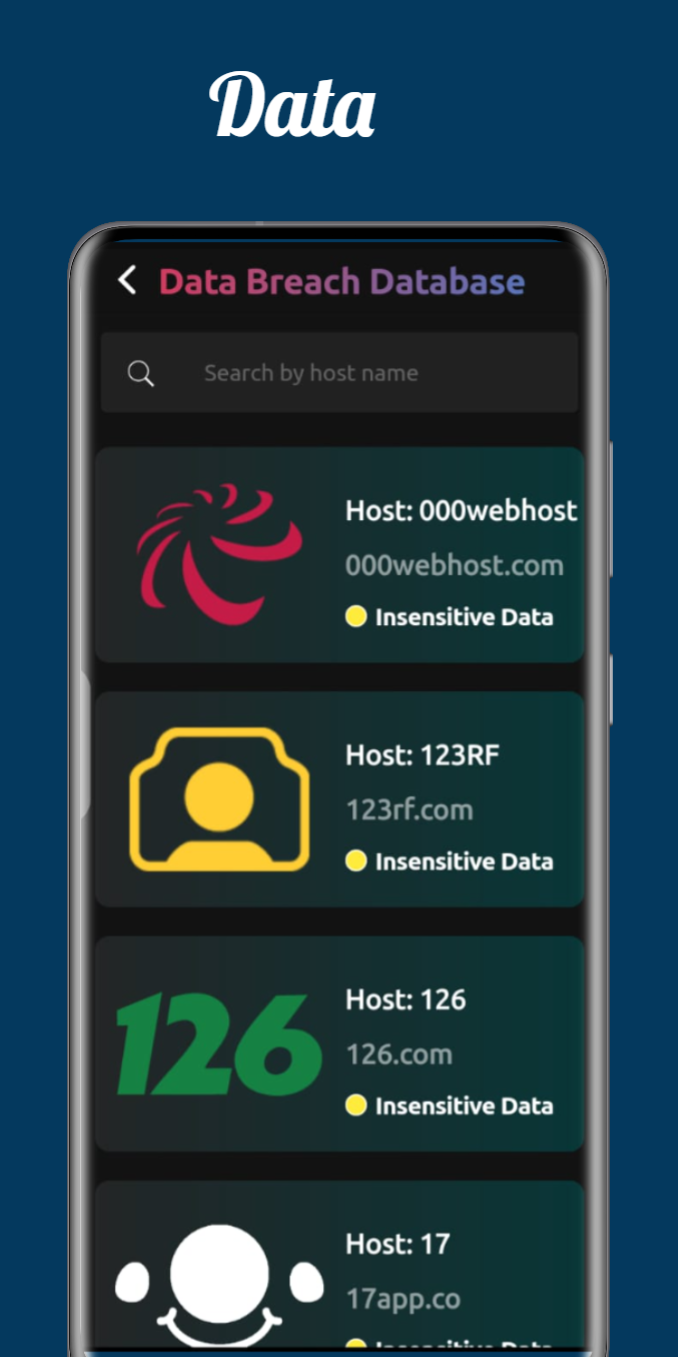 Data
Data Breach Database
Search by host name
Host: 000webhost
000webhost.com
Insensitive Data
Host: 123RF
123rf.com
Insensitive Data
126
Host: 126
126.com
Insensitive Data
Host: 17
17app.co